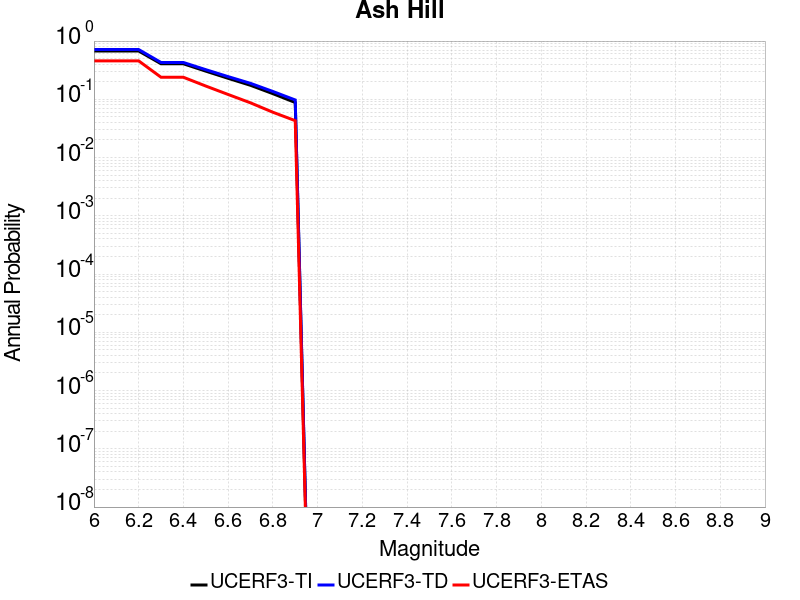 Ash Hill
Annual Probability
10^0
10^-1
10^-2
10^-3
10^-4
10^-5
10^-6
10^-7
10^-8
6 6.2 6.4 6.6 6.8 7 7.2 7.4 7.6 7.8 8 8.2 8.4 8.6 8.8 9
Magnitude
UCERF3-TI UCERF3-TD UCERF3-ETAS